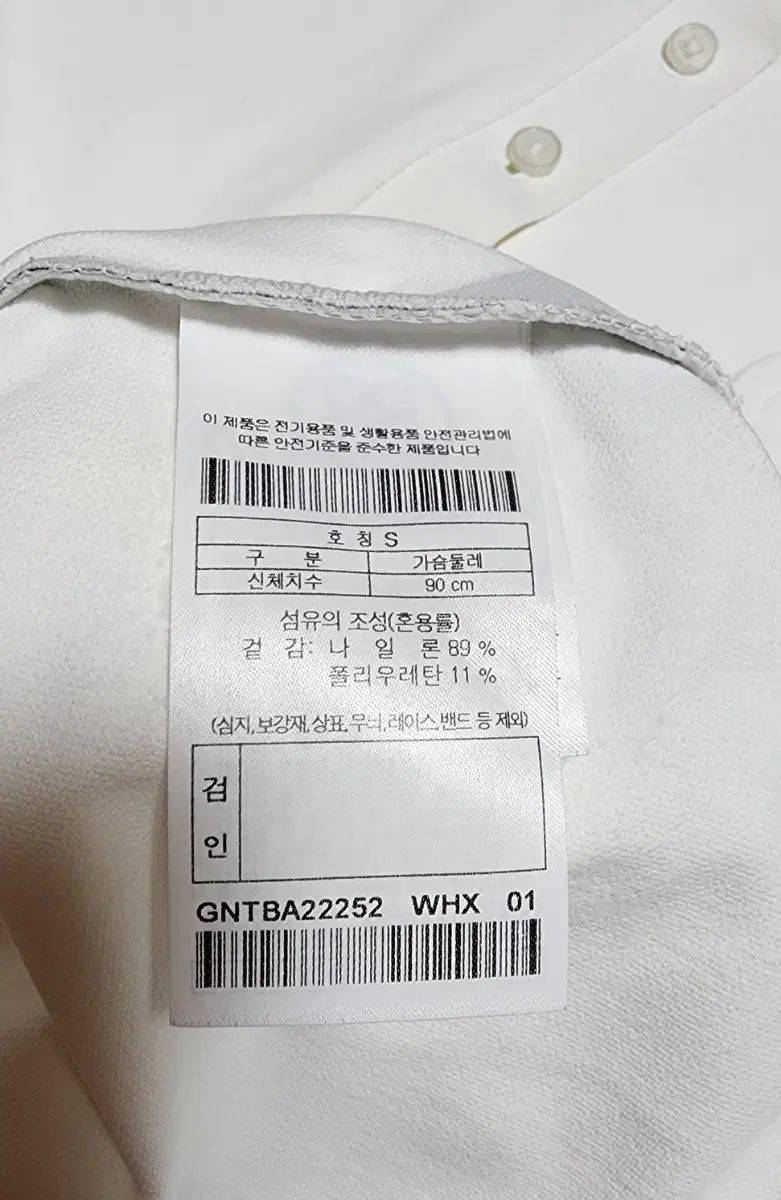 이 제품은 전기용품 및 생활용품 안전관리법에
따른 안전기준을 준수한 제품입니다
호 칭 S
구 분 가슴둘레
신체치수 90 cm
섬유의 조성(혼용률)
겉 감: 나 일 론 89 %
폴리우레탄 11 %
(심지, 보강재, 상표, 무늬, 레이스, 밴드 등 제외)
검
인
GNTBA22252 WHX 01